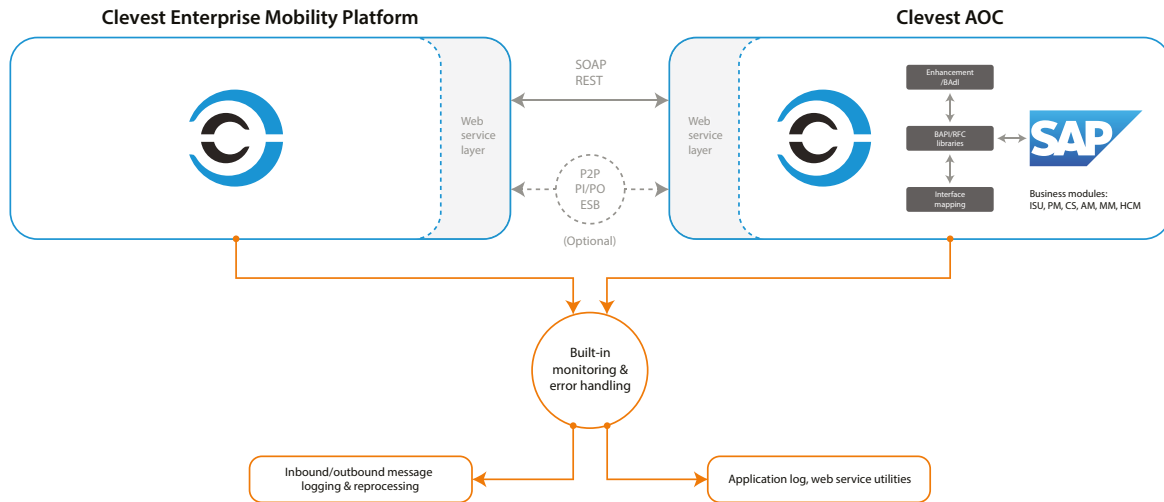 Clevest Enterprise Mobility Platform
Clevest AOC
Web
service
layer
SOAP
REST
P2P
PI/PO
ESB
(Optional)
Web
service
layer
Enhancement
/BAdI
BAPI/RFC
libraries
Interface
mapping
SAP
Business modules:
ISU, PM, CS, AM, MM, HCM
Built-in
monitoring &
error handling
Inbound/outbound message
logging & reprocessing
Application log, web service utilities